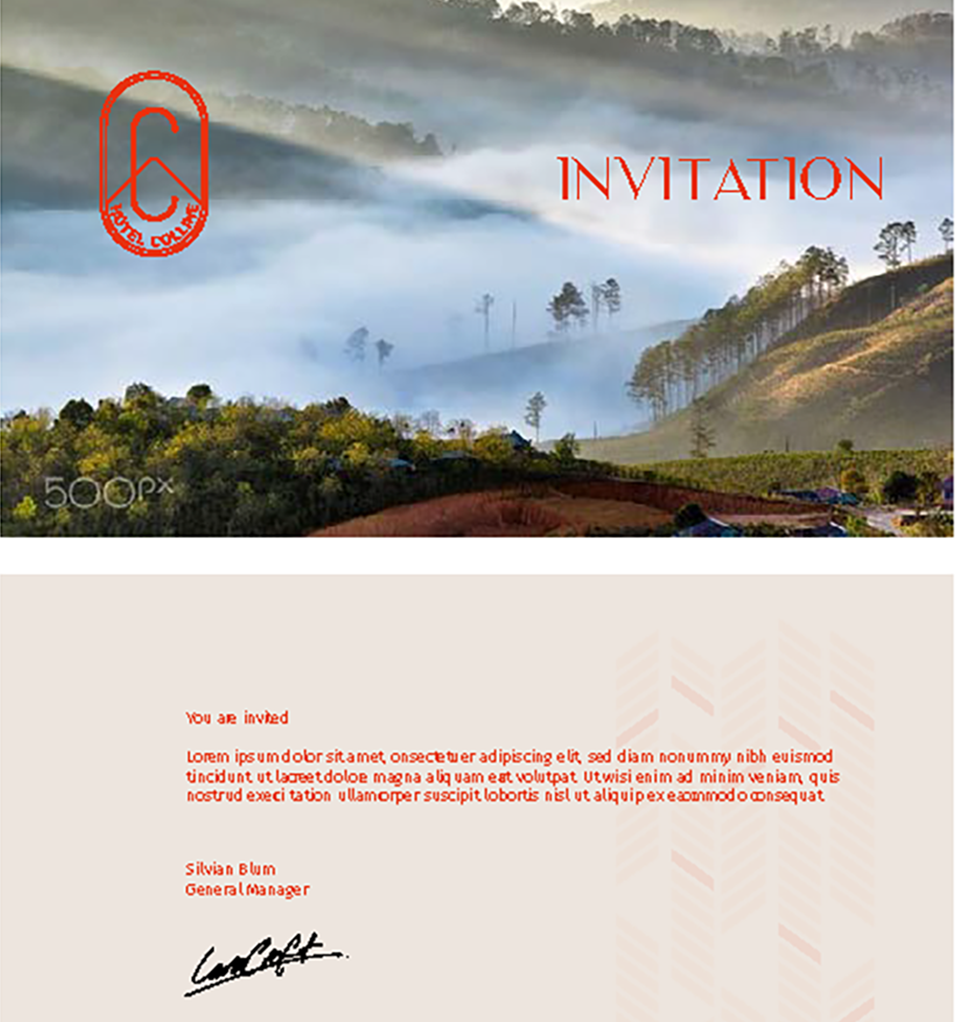 INVITATION
HOTEL COLLINE
500px
You are invited
Lorem ipsum dolor sit amet, onsectetuer adipiscing elit, sed diam nonummy nibh euismod
tincidunt ut laoreet dolore magna aliquam erat volutpat. Ut wisi enim ad minim veniam, quis
nostrud exerci tation ullamcorper suscipit lobortis nisl ut aliquip ex ea commodo consequat.
Silvian Blum
General Manager